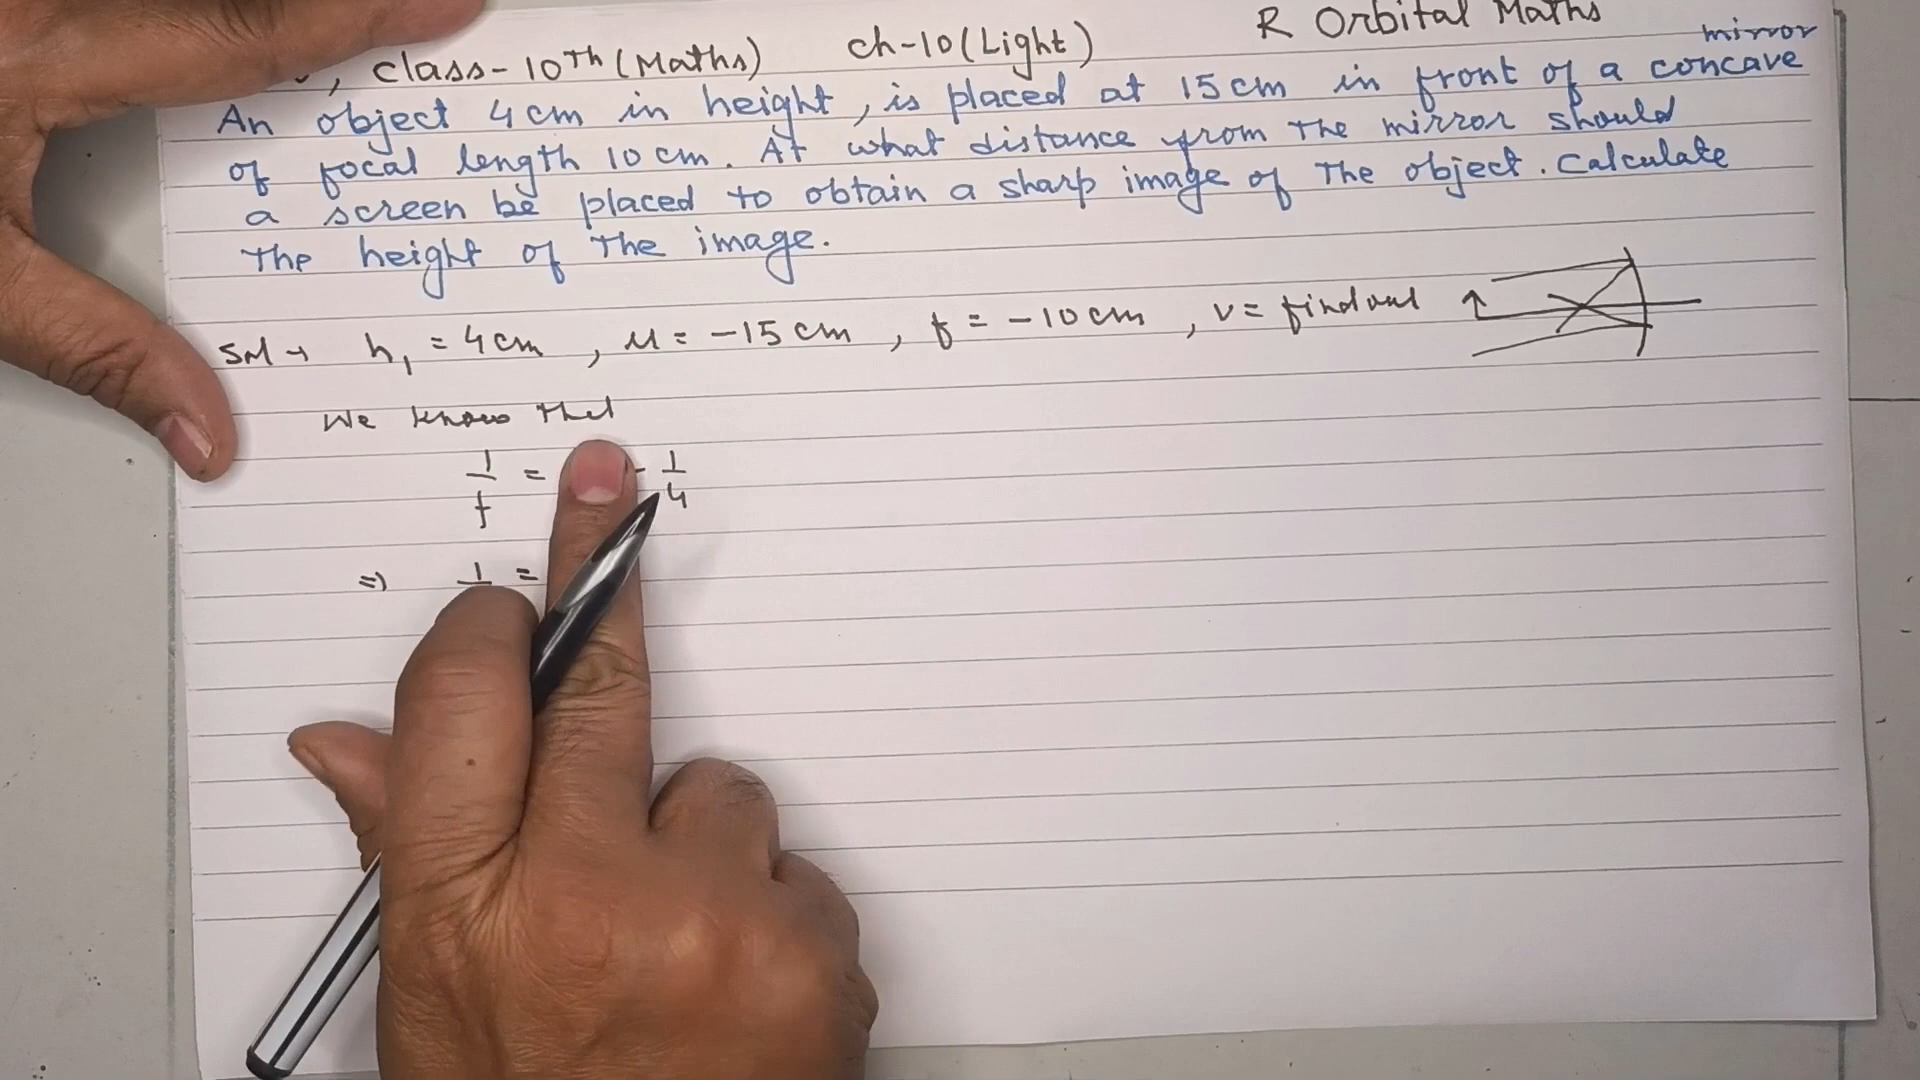 R Orbital Maths
, class-10Th (Maths) ch-10 (Light)
mirror
An object 4 cm in height, is placed at 15 cm in front of a concave
of focal length 10 cm. At what distance from the mirror should
a screen be placed to obtain a sharp image of the object. Calculate
The height of the image.
h₁ = 4 cm, u = -15 cm, f = -10 cm, v = find out
We know that
1/f = - 1/4
⇒ 1 =